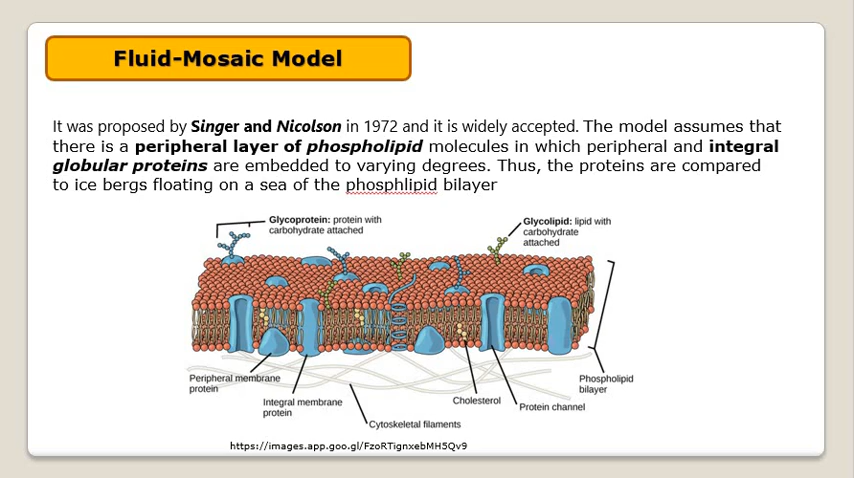 Fluid-Mosaic Model
It was proposed by Singer and Nicolson in 1972 and it is widely accepted. The model assumes that
there is a peripheral layer of phospholipid molecules in which peripheral and integral
globular proteins are embedded to varying degrees. Thus, the proteins are compared
to ice bergs floating on a sea of the phosphlipid bilayer
Glycoprotein: protein with
carbohydrate attached
Glycolipid: lipid with
carbohydrate
attached
Peripheral membrane
protein
Integral membrane
protein
Cytoskeletal filaments
Cholesterol
Protein channel
Phospholipid
bilayer
https://images.app.goo.gl/FzoRTignxebMH5Qv9